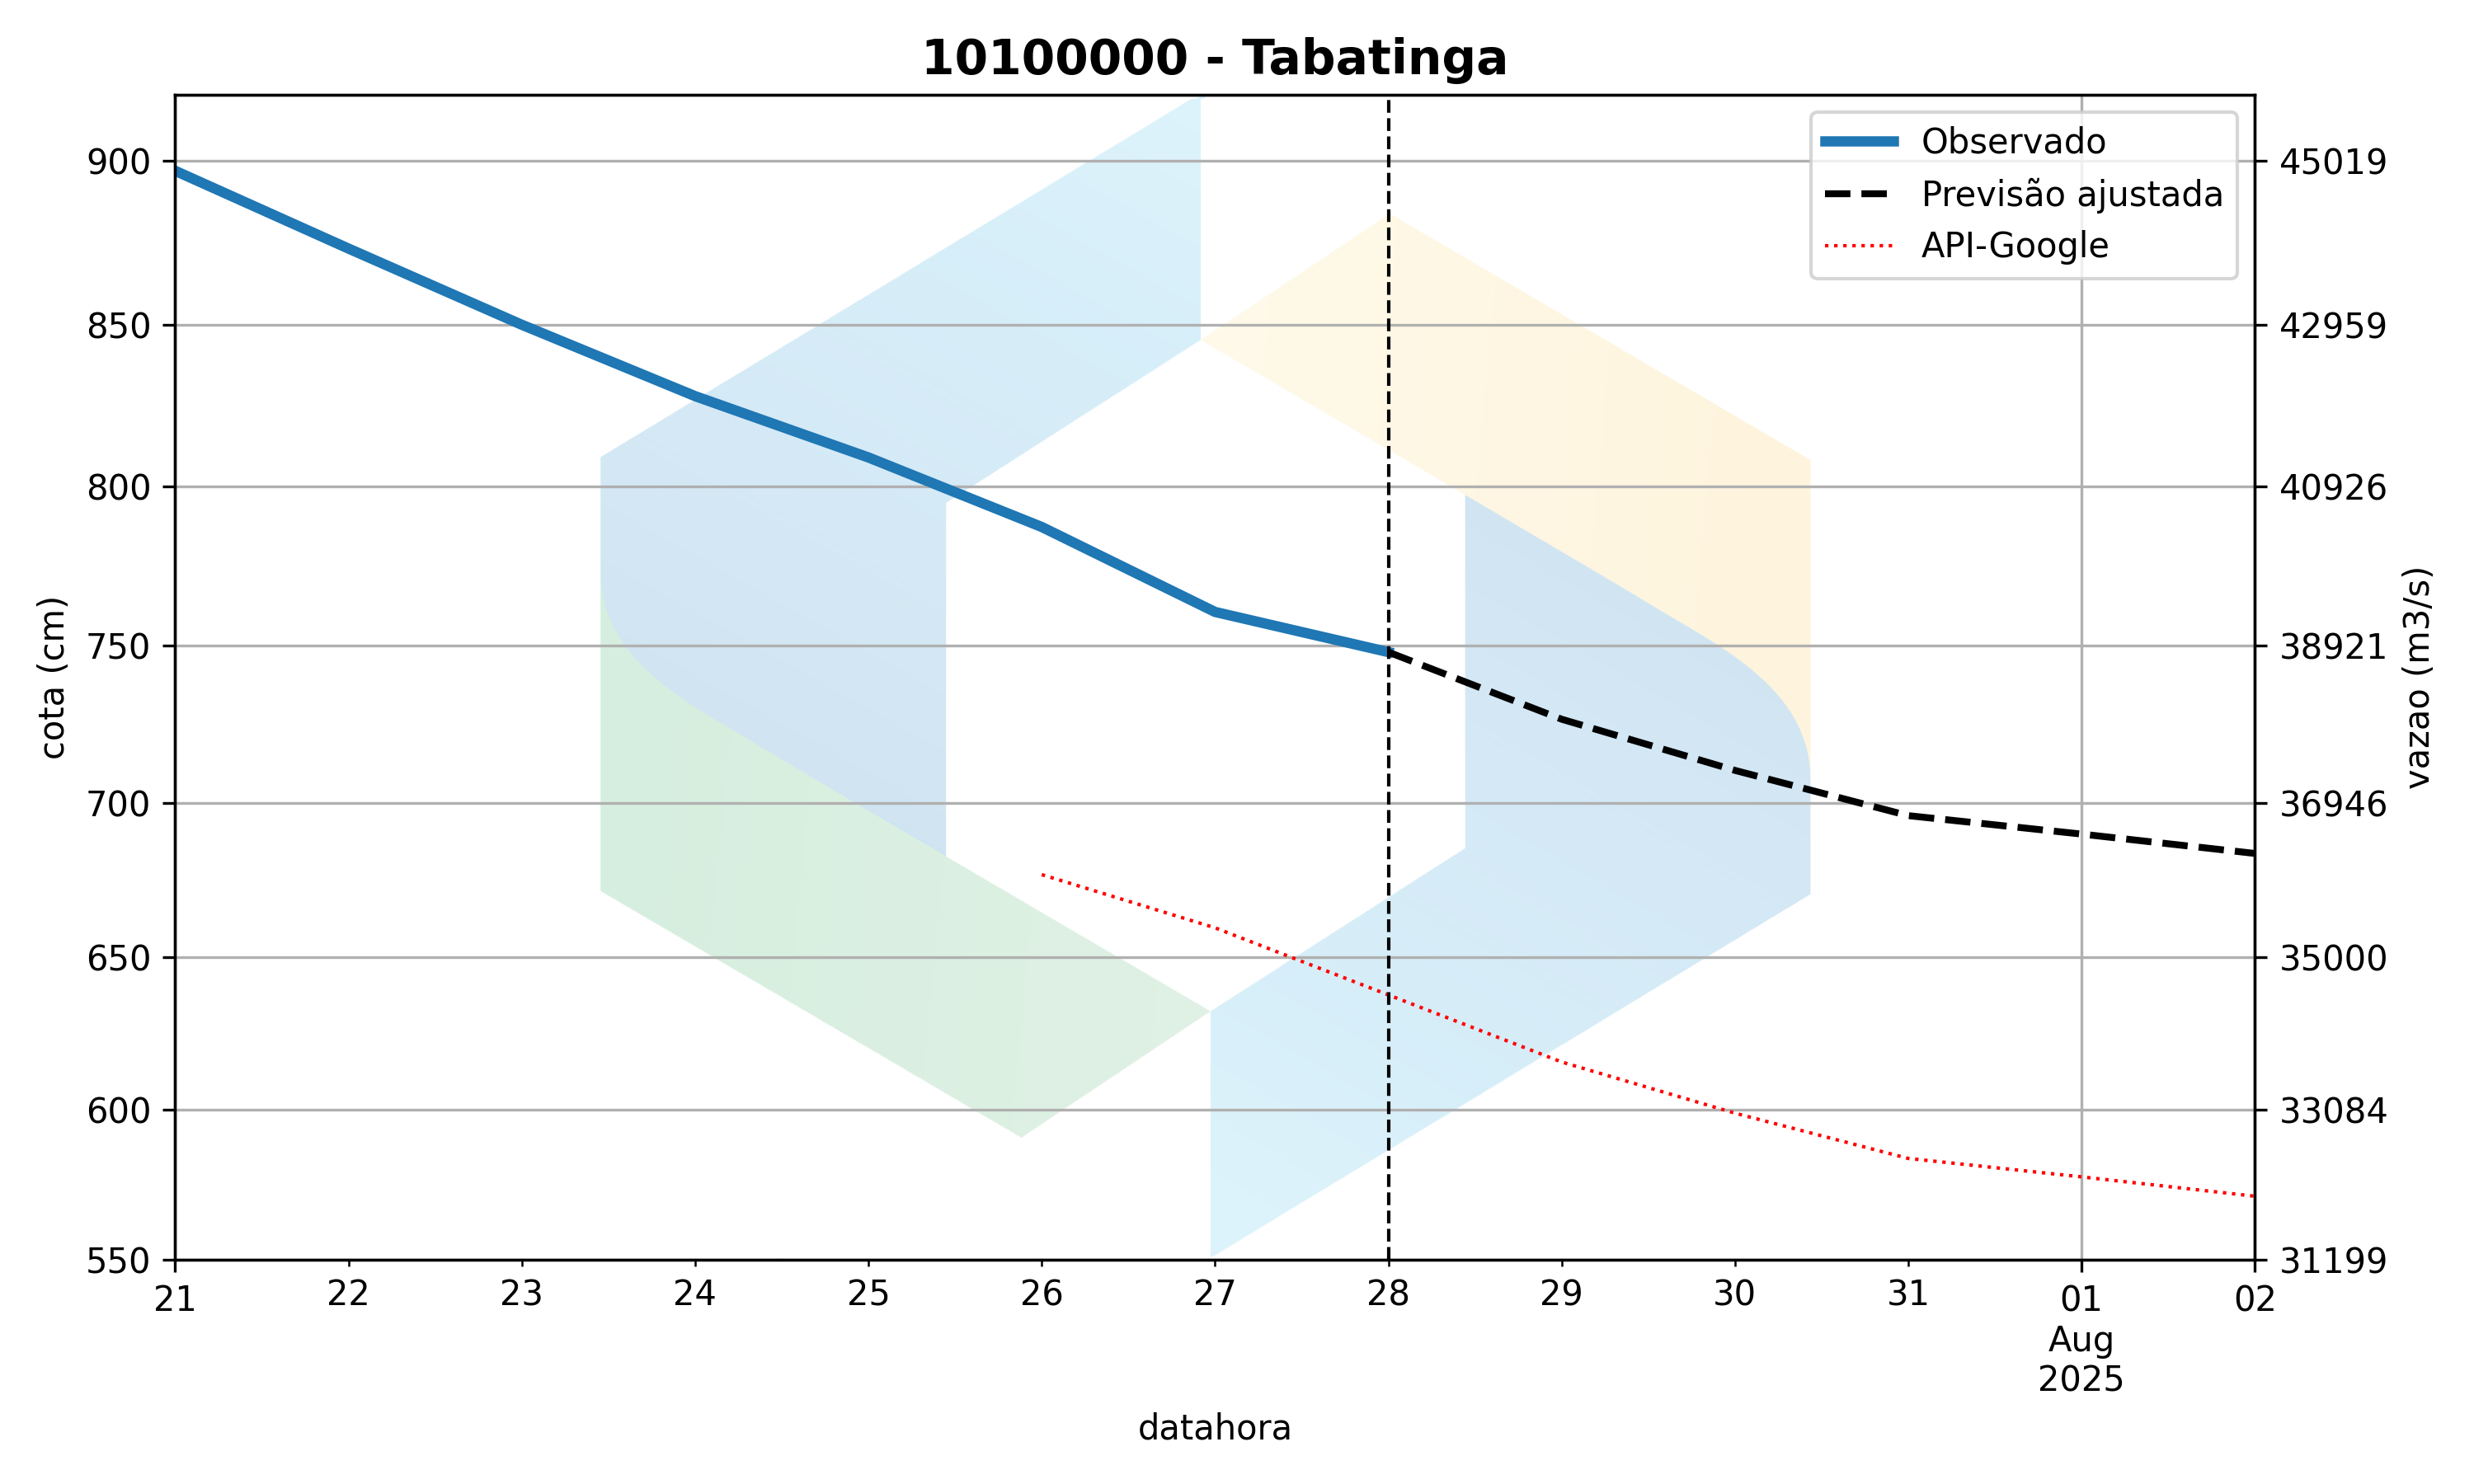 10100000 - Tabatinga
Observado
Previsão ajustada
API-Google
900
850
800
750
700
650
600
550
cota (cm)
45019
42959
40926
38921
36946
35000
33084
31199
vazao (m3/s)
21 22 23 24 25 26 27 28 29 30 31 01 02
Aug
2025
datahora